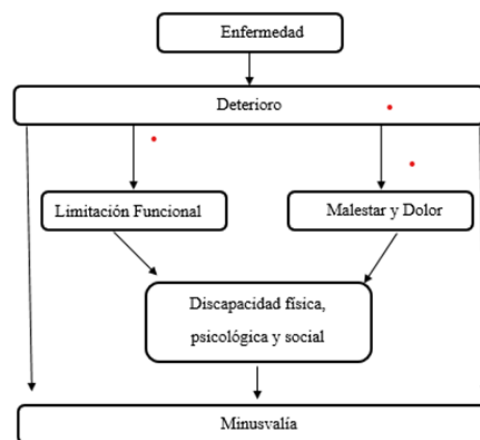 Enfermedad
Deterioro
Limitación Funcional
Malestar y Dolor
Discapacidad física,
psicológica y social
Minusvalía